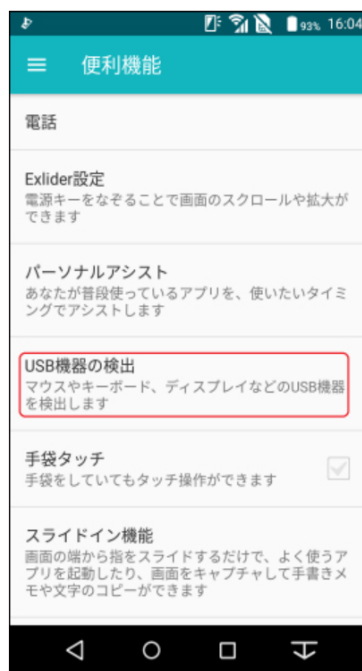 93% 16:04
便利機能
電話
Exlider設定
電源キーをなぞることで画面のスクロールや拡大が
できます
パーソナルアシスト
あなたが普段使っているアプリを、使いたいタイミ
ングでアシストします
USB機器の検出
マウスやキーボード、ディスプレイなどのUSB機器
を検出します
手袋タッチ
手袋をしていてもタッチ操作ができます
スライドイン機能
画面の端から指をスライドするだけで、よく使うア
プリを起動したり、画面をキャプチャして手書きメ
モや文字のコピーができます